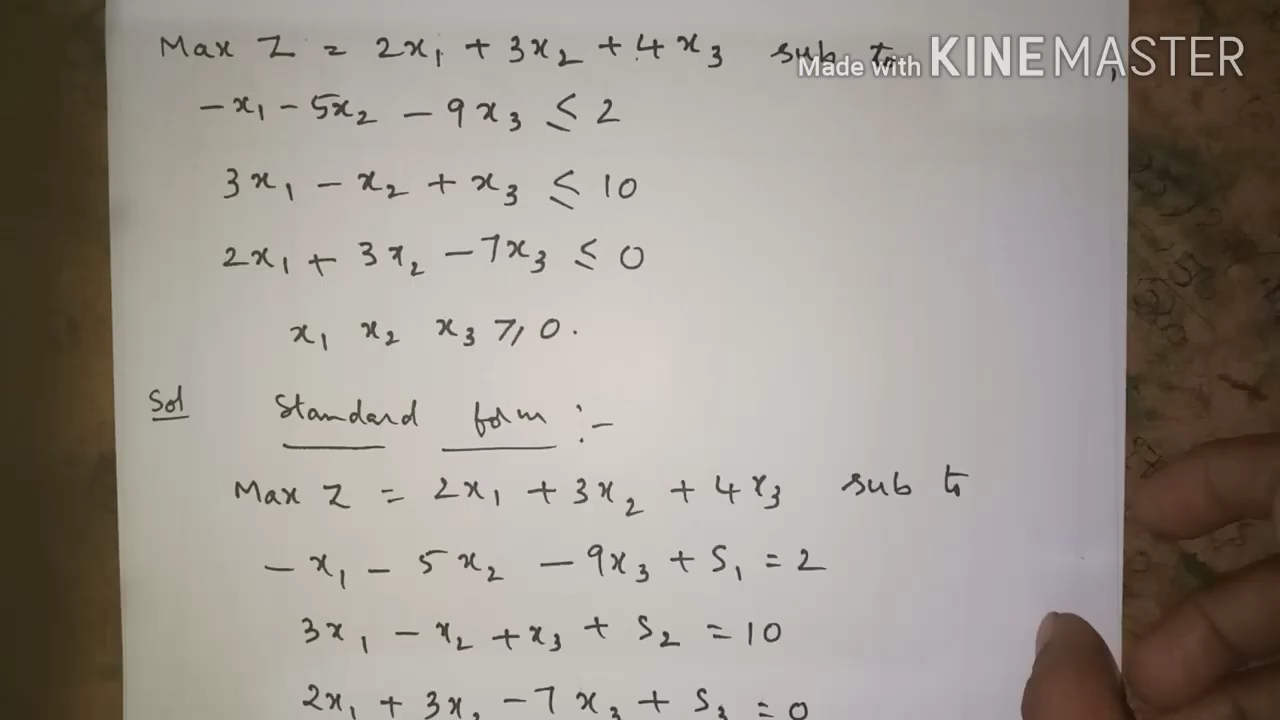 Max Z = 2x₁ + 3x₂ + 4x₃ sub to,
Made with KINEMASTER
-x₁ - 5x₂ - 9x₃ ≤ 2
3x₁ - x₂ + x₃ ≤ 10
2x₁ + 3x₂ - 7x₃ ≤ 0
x₁ x₂ x₃ ≥ 0.
Sol Standard form :-
Max Z = 2x₁ + 3x₂ + 4x₃ sub to
-x₁ - 5x₂ - 9x₃ + S₁ = 2
3x₁ - x₂ + x₃ + S₂ = 10
2x₁ + 3x₂ - 7x₃ + S₃ = 0